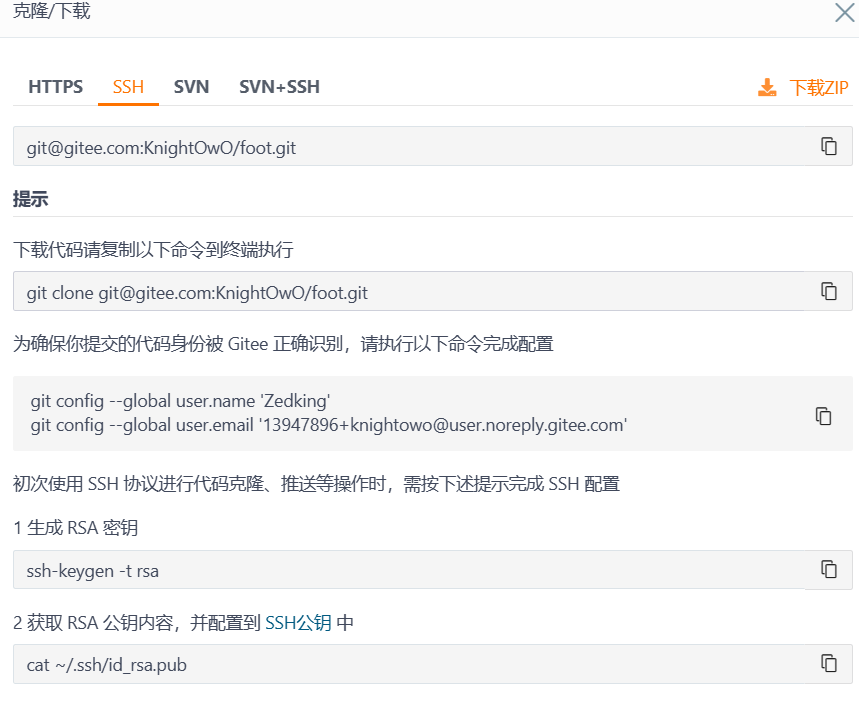 克隆/下载
HTTPS SSH SVN SVN+SSH 下载ZIP
git@gitee.com:KnightOwO/foot.git
提示
下载代码请复制以下命令到终端执行
git clone git@gitee.com:KnightOwO/foot.git
为确保你提交的代码身份被 Gitee 正确识别，请执行以下命令完成配置
git config --global user.name 'Zedking'
git config --global user.email '13947896+knightowo@user.noreply.gitee.com'
初次使用 SSH 协议进行代码克隆、推送等操作时，需按下述提示完成 SSH 配置
1 生成 RSA 密钥
ssh-keygen -t rsa
2 获取 RSA 公钥内容，并配置到 SSH公钥 中
cat ~/.ssh/id_rsa.pub